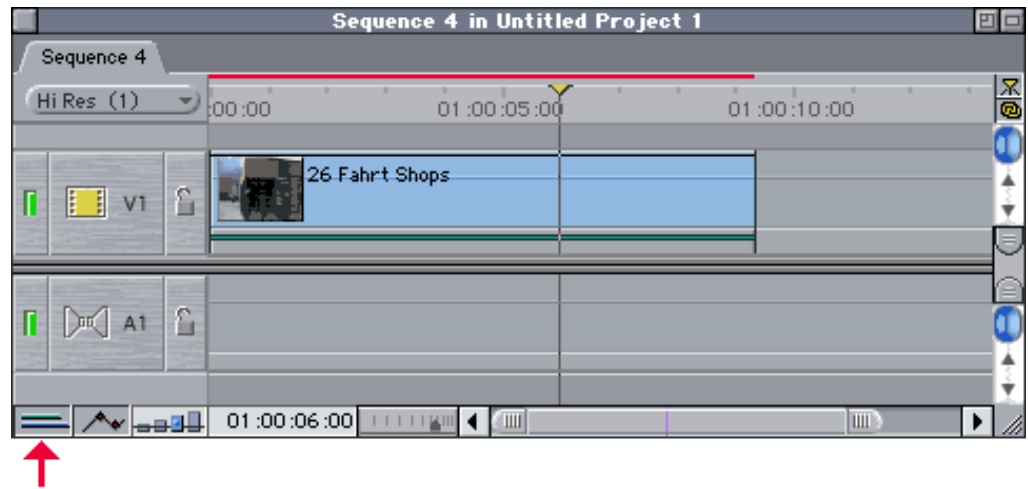 Sequence 4 in Untitled Project 1
Sequence 4
Hi Res (1)
:00:00 01:00:05:00 01:00:10:00
26 Fahrt Shops
V1
A1
01:00:06:00